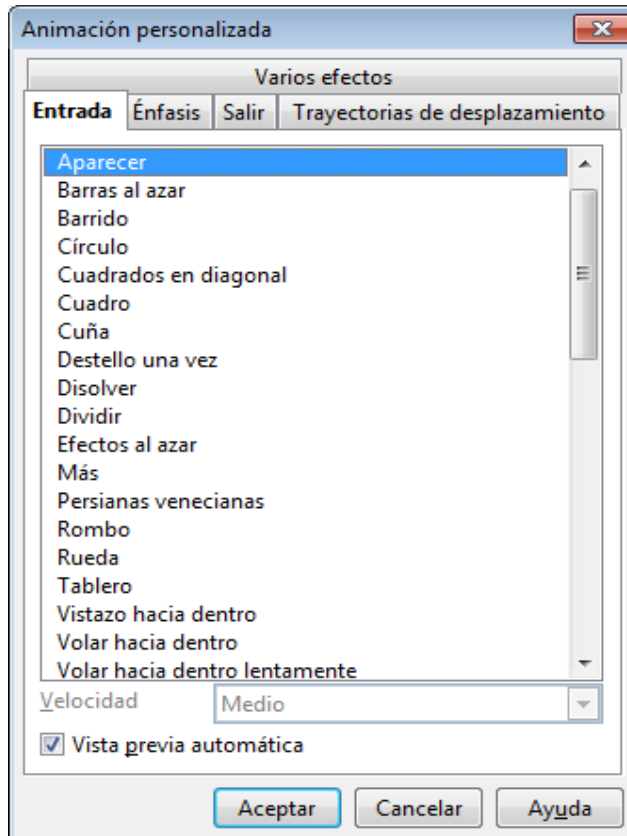 Animación personalizada
Varios efectos
Entrada Énfasis Salir Trayectorias de desplazamiento
Aparecer
Barras al azar
Barrido
Círculo
Cuadrados en diagonal
Cuadro
Cuña
Destello una vez
Disolver
Dividir
Efectos al azar
Más
Persianas venecianas
Rombo
Rueda
Tablero
Vistazo hacia dentro
Volar hacia dentro
Volar hacia dentro lentamente
Velocidad Medio
Vista previa automática
Aceptar Cancelar Ayuda